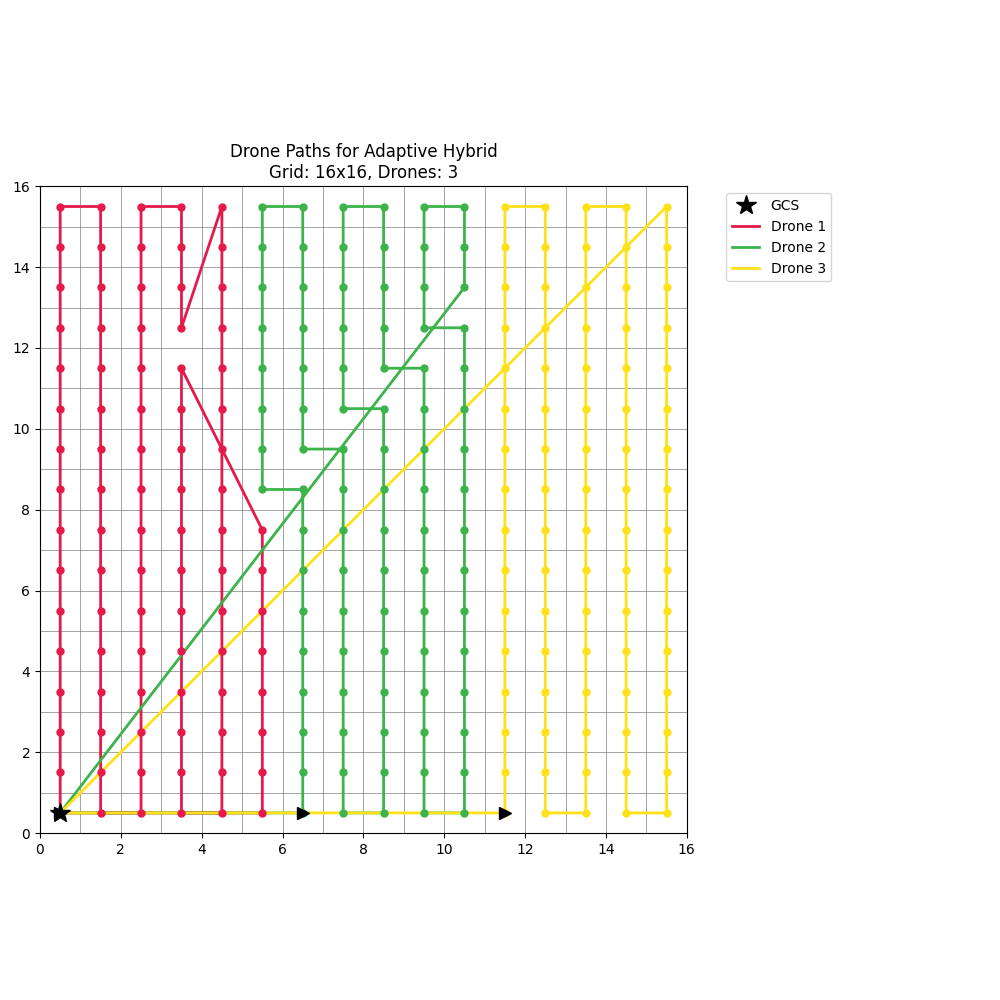 Drone Paths for Adaptive Hybrid
Grid: 16x16, Drones: 3
GCS
Drone 1
Drone 2
Drone 3
16
14
12
10
8
6
4
2
0
0 2 4 6 8 10 12 14 16